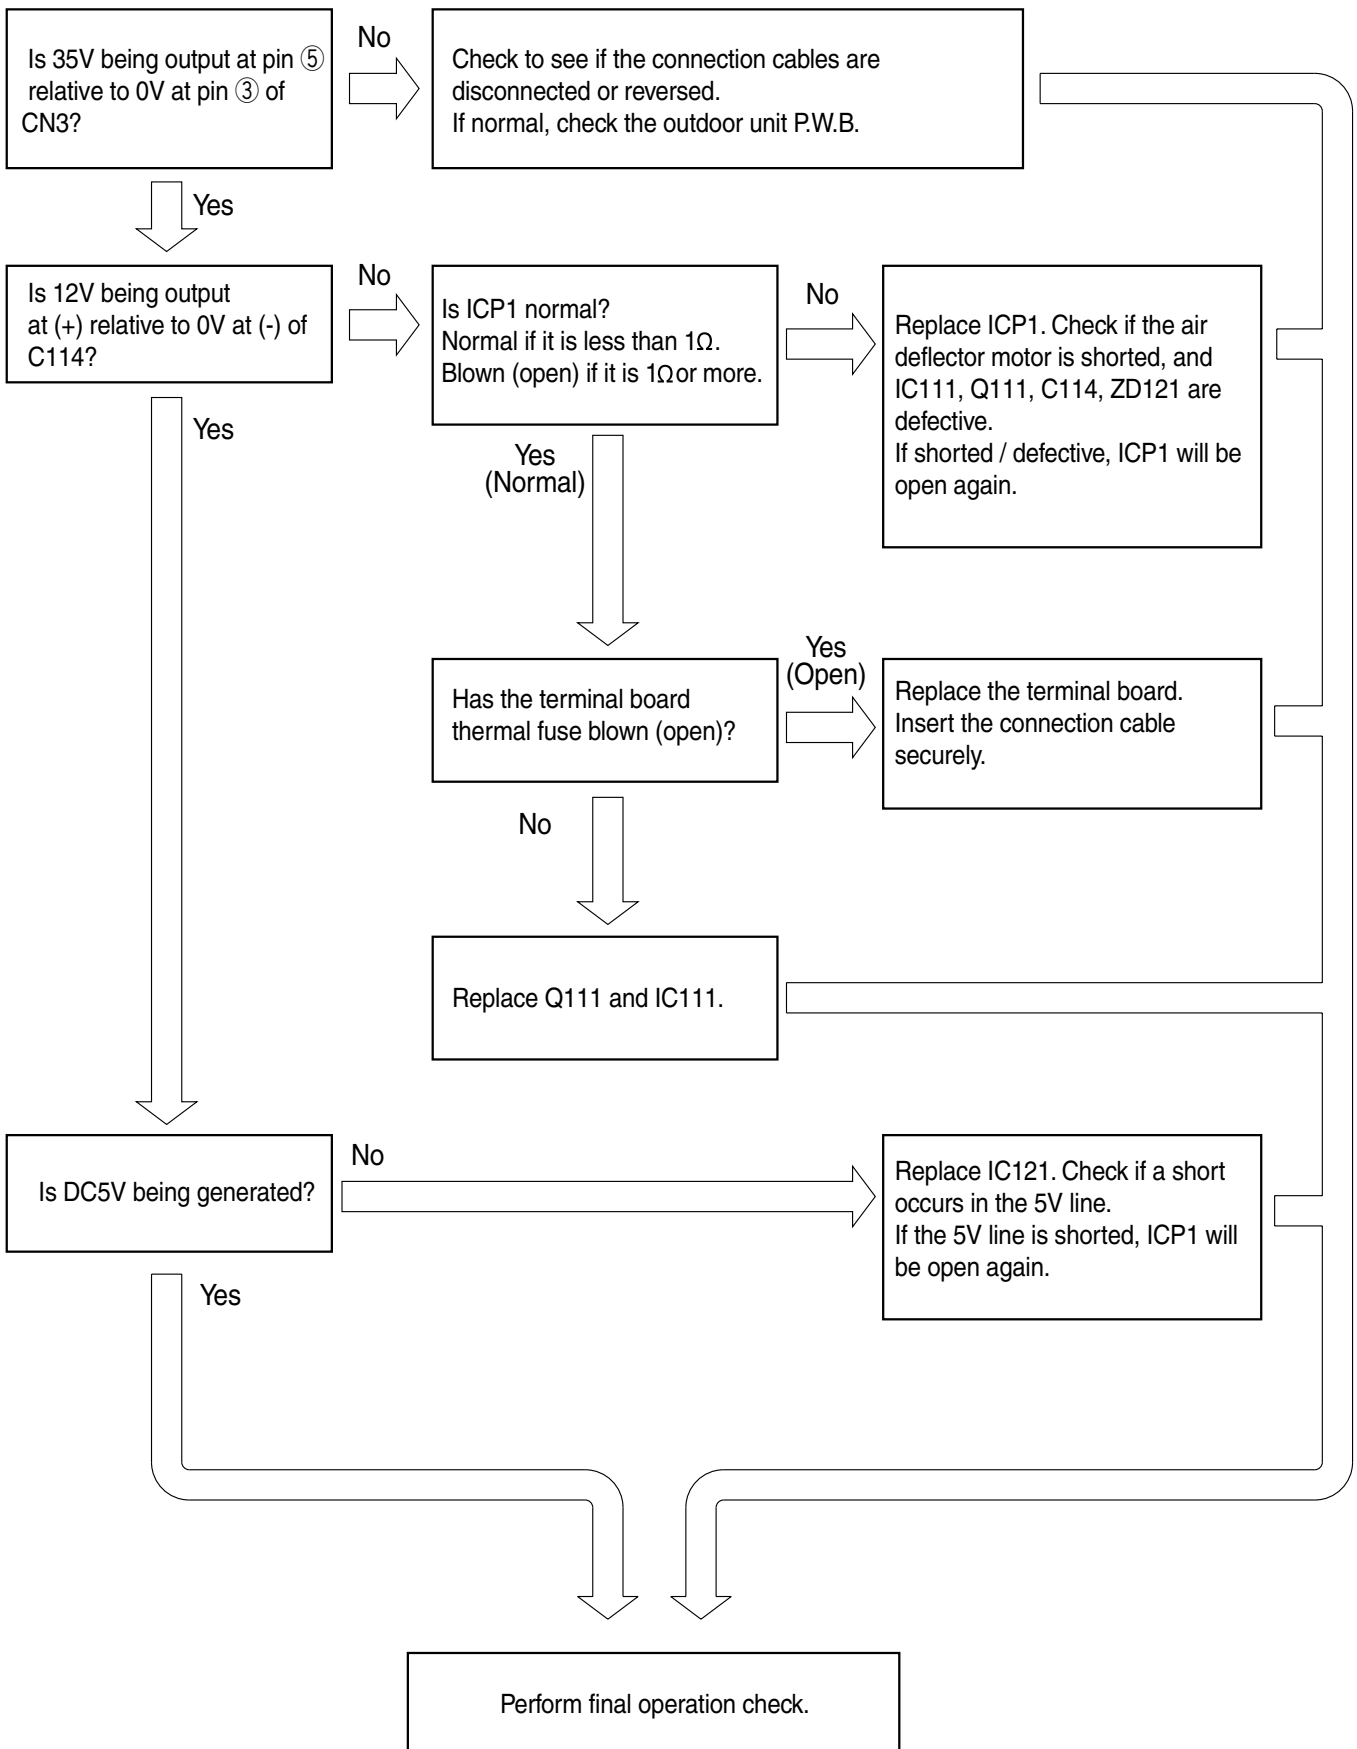 Is 35V being output at pin ⑤
relative to 0V at pin ③ of
CN3?
No
Check to see if the connection cables are
disconnected or reversed.
If normal, check the outdoor unit P.W.B.
Yes
Is 12V being output
at (+) relative to 0V at (-) of
C114?
No
Is ICP1 normal?
Normal if it is less than 1Ω.
Blown (open) if it is 1Ω or more.
No
Replace ICP1. Check if the air
deflector motor is shorted, and
IC111, Q111, C114, ZD121 are
defective.
If shorted / defective, ICP1 will be
open again.
Yes
Yes
(Normal)
Has the terminal board
thermal fuse blown (open)?
Yes
(Open)
Replace the terminal board.
Insert the connection cable
securely.
No
Replace Q111 and IC111.
Is DC5V being generated?
No
Replace IC121. Check if a short
occurs in the 5V line.
If the 5V line is shorted, ICP1 will
be open again.
Yes
Perform final operation check.